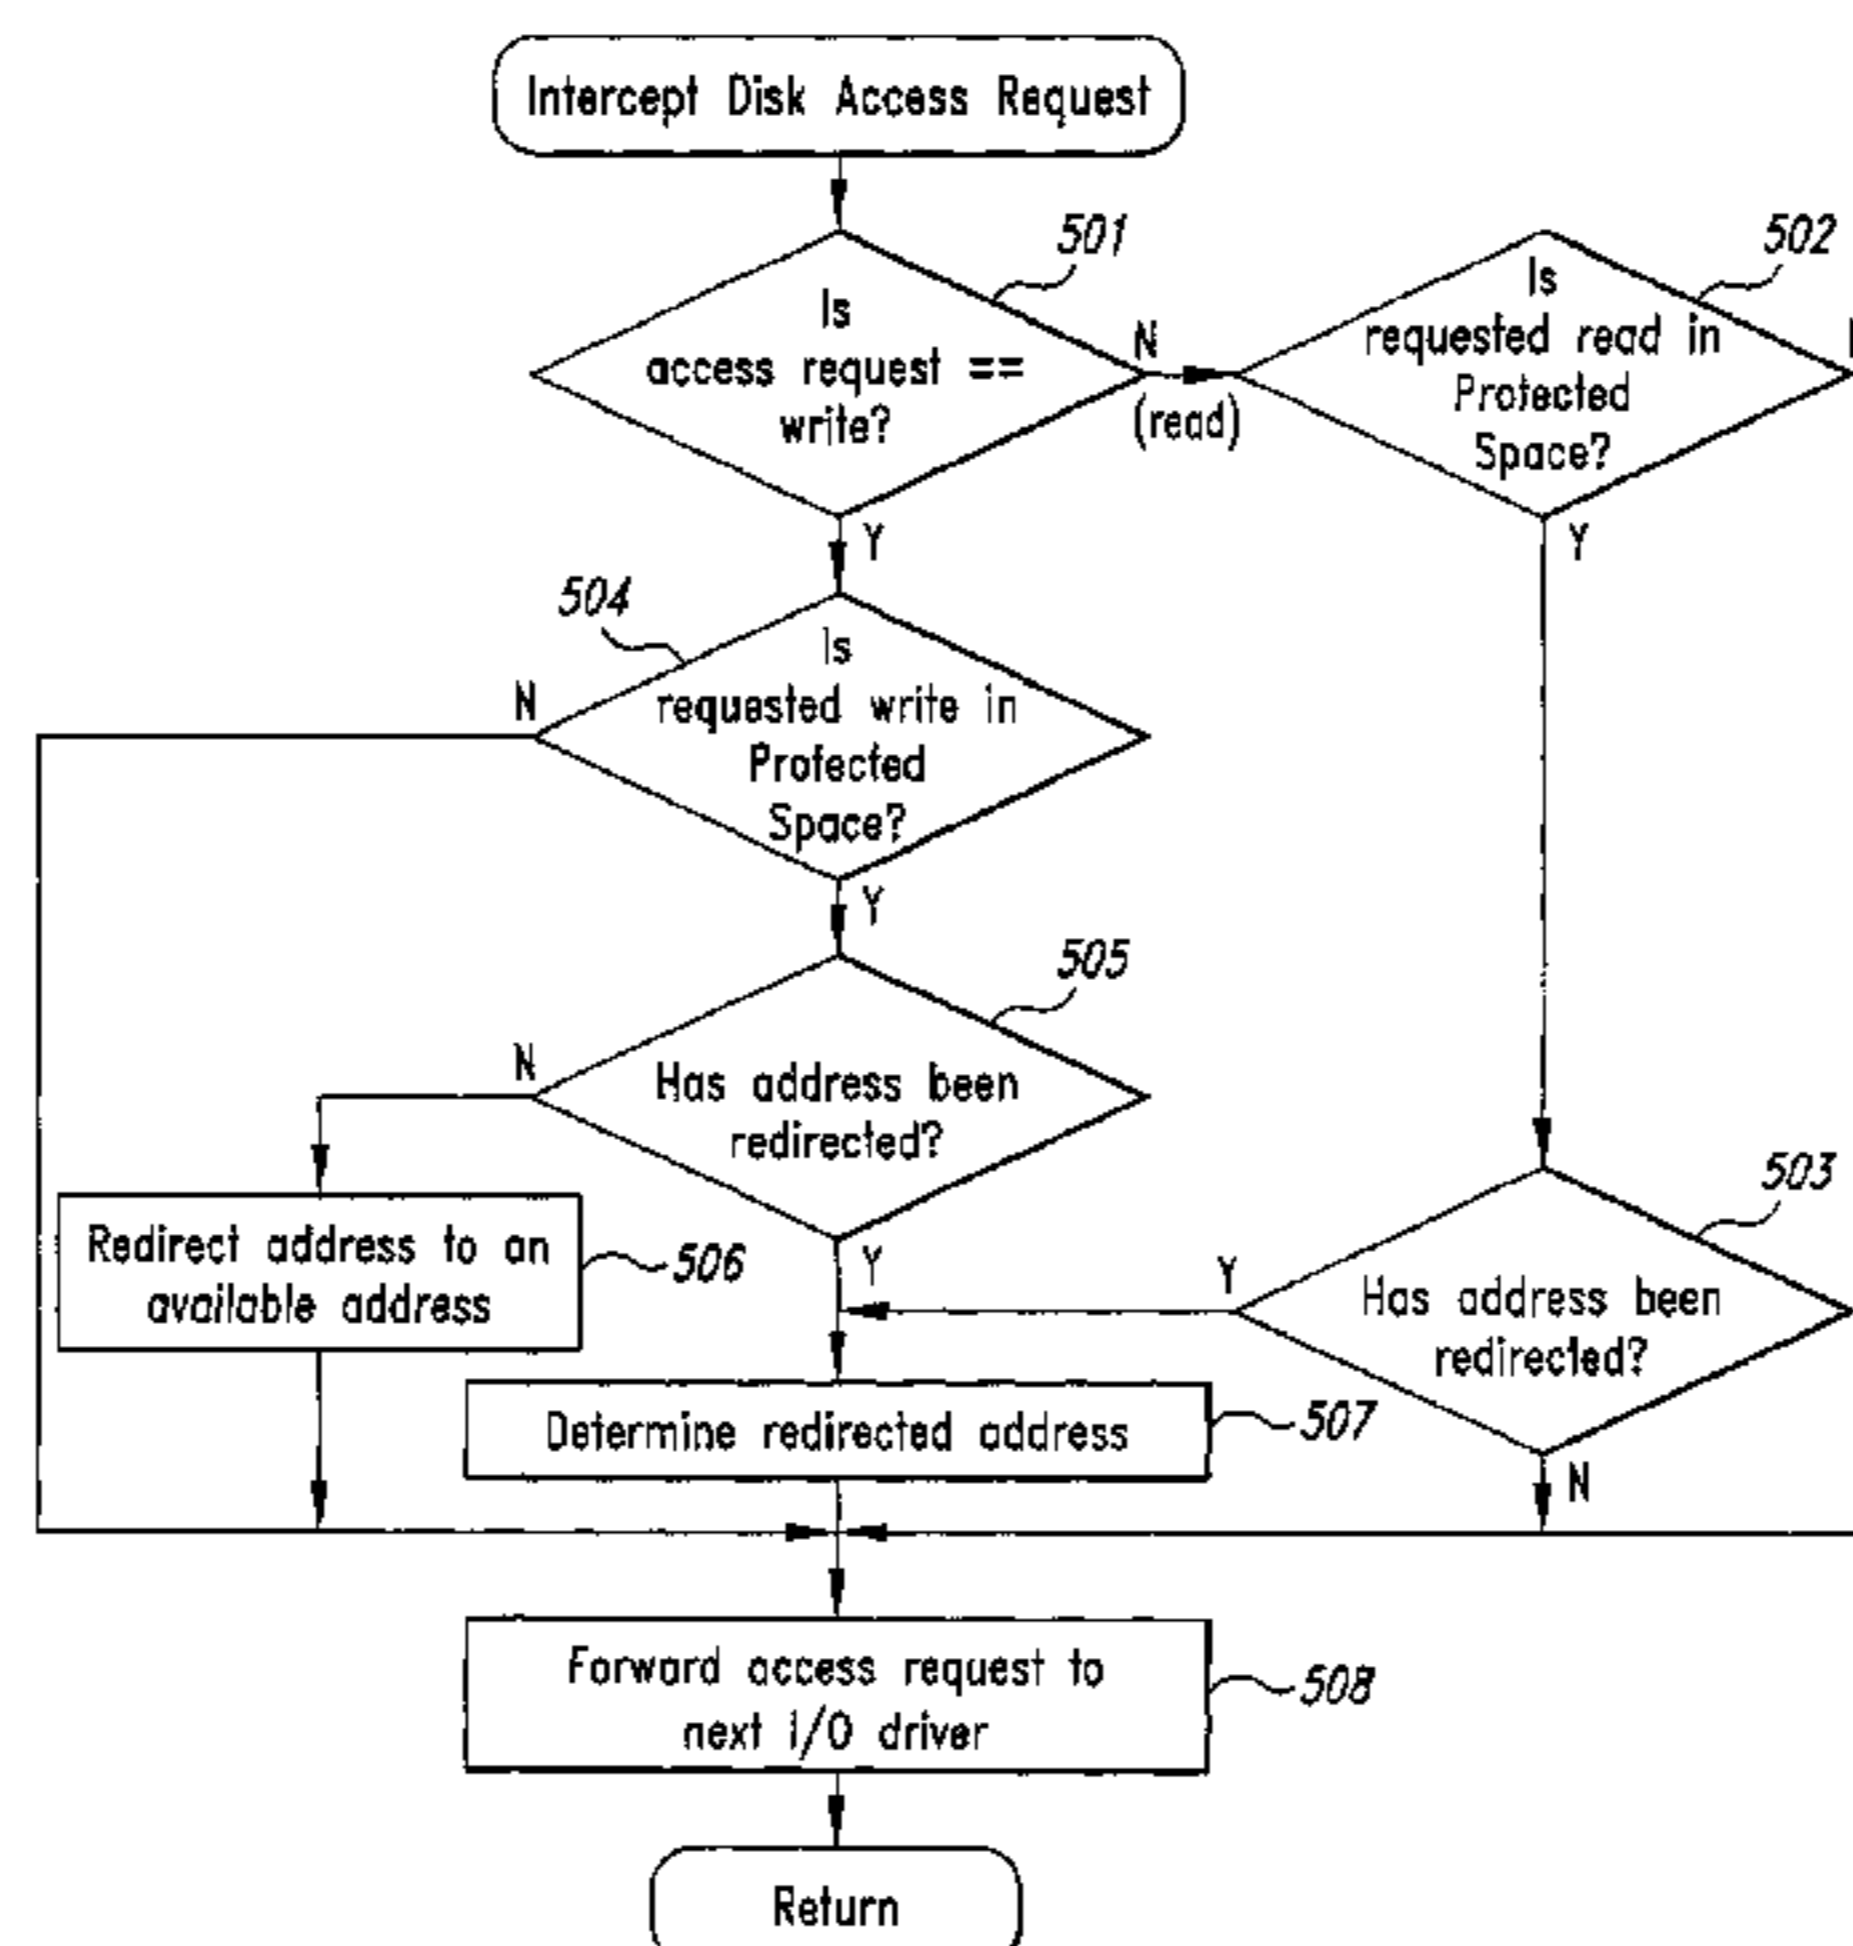 Intercept Disk Access Request
501
502
Is
access request ==
write?
N
(read)
Is
requested read in
Protected
Space?
Y
Y
504
Is
requested write in
Protected
Space?
N
Y
505
Has address been
redirected?
N
Y
503
Has address been
redirected?
Y
N
Redirect address to an
available address
506
Determine redirected address
507
Forward access request to
next I/O driver
508
Return